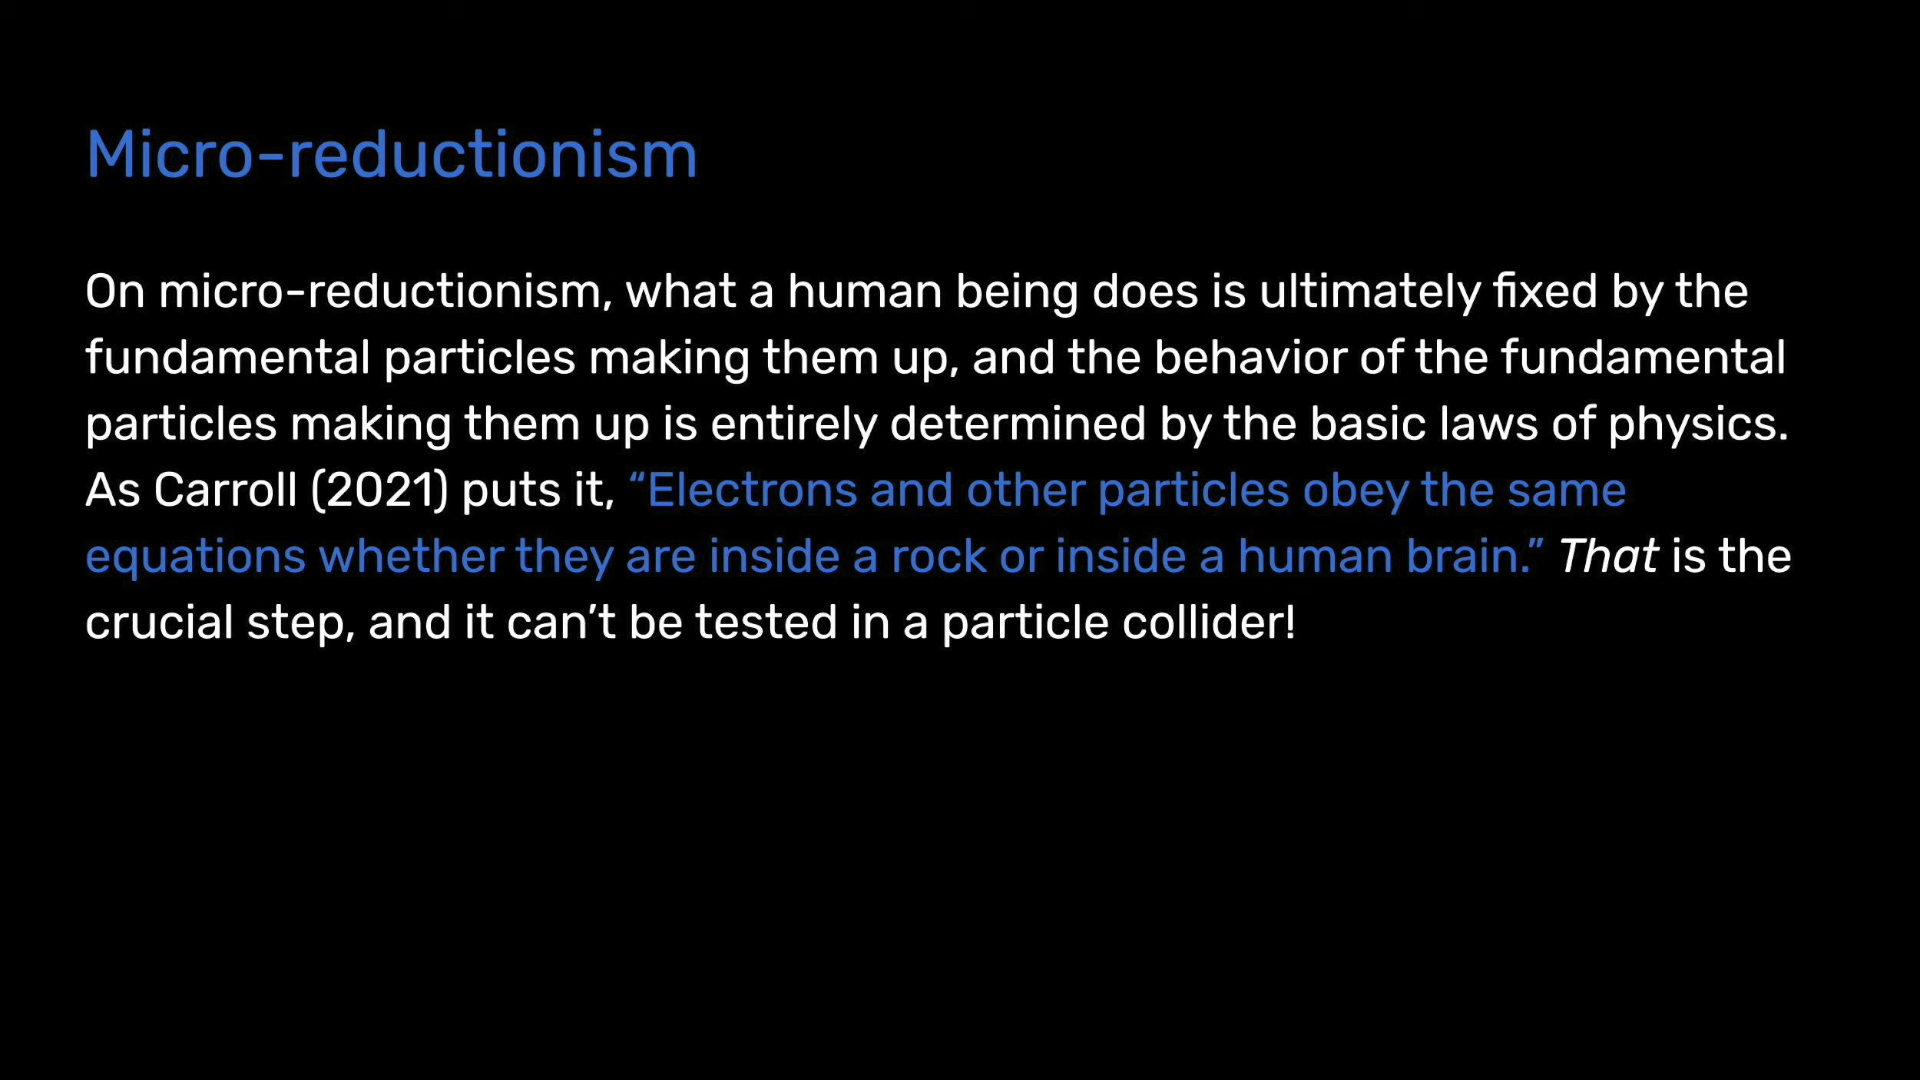 Micro-reductionism
On micro-reductionism, what a human being does is ultimately fixed by the
fundamental particles making them up, and the behavior of the fundamental
particles making them up is entirely determined by the basic laws of physics.
As Carroll (2021) puts it, “Electrons and other particles obey the same
equations whether they are inside a rock or inside a human brain.” That is the
crucial step, and it can’t be tested in a particle collider!